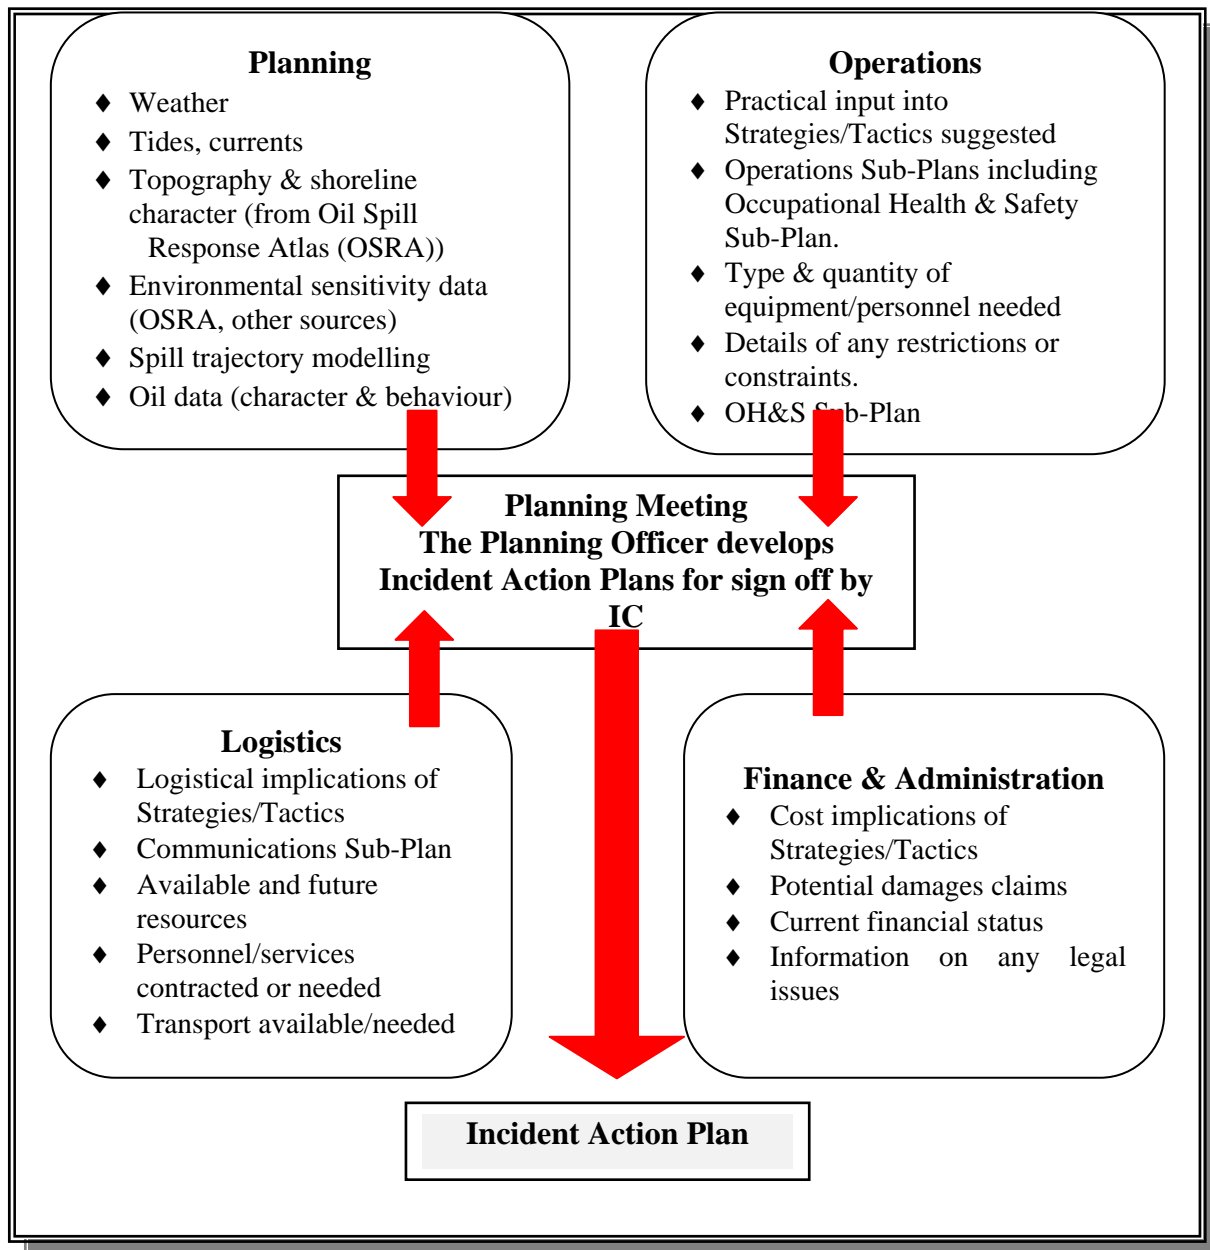 Planning
♦ Weather
♦ Tides, currents
♦ Topography & shoreline
character (from Oil Spill
Response Atlas (OSRA))
♦ Environmental sensitivity data
(OSRA, other sources)
♦ Spill trajectory modelling
♦ Oil data (character & behaviour)
Operations
♦ Practical input into
Strategies/Tactics suggested
♦ Operations Sub-Plans including
Occupational Health & Safety
Sub-Plan.
♦ Type & quantity of
equipment/personnel needed
♦ Details of any restrictions or
constraints.
♦ OH&S Sub-Plan
Planning Meeting
The Planning Officer develops
Incident Action Plans for sign off by
IC
Logistics
♦ Logistical implications of
Strategies/Tactics
♦ Communications Sub-Plan
♦ Available and future
resources
♦ Personnel/services
contracted or needed
♦ Transport available/needed
Finance & Administration
♦ Cost implications of
Strategies/Tactics
♦ Potential damages claims
♦ Current financial status
♦ Information on any legal
issues
Incident Action Plan